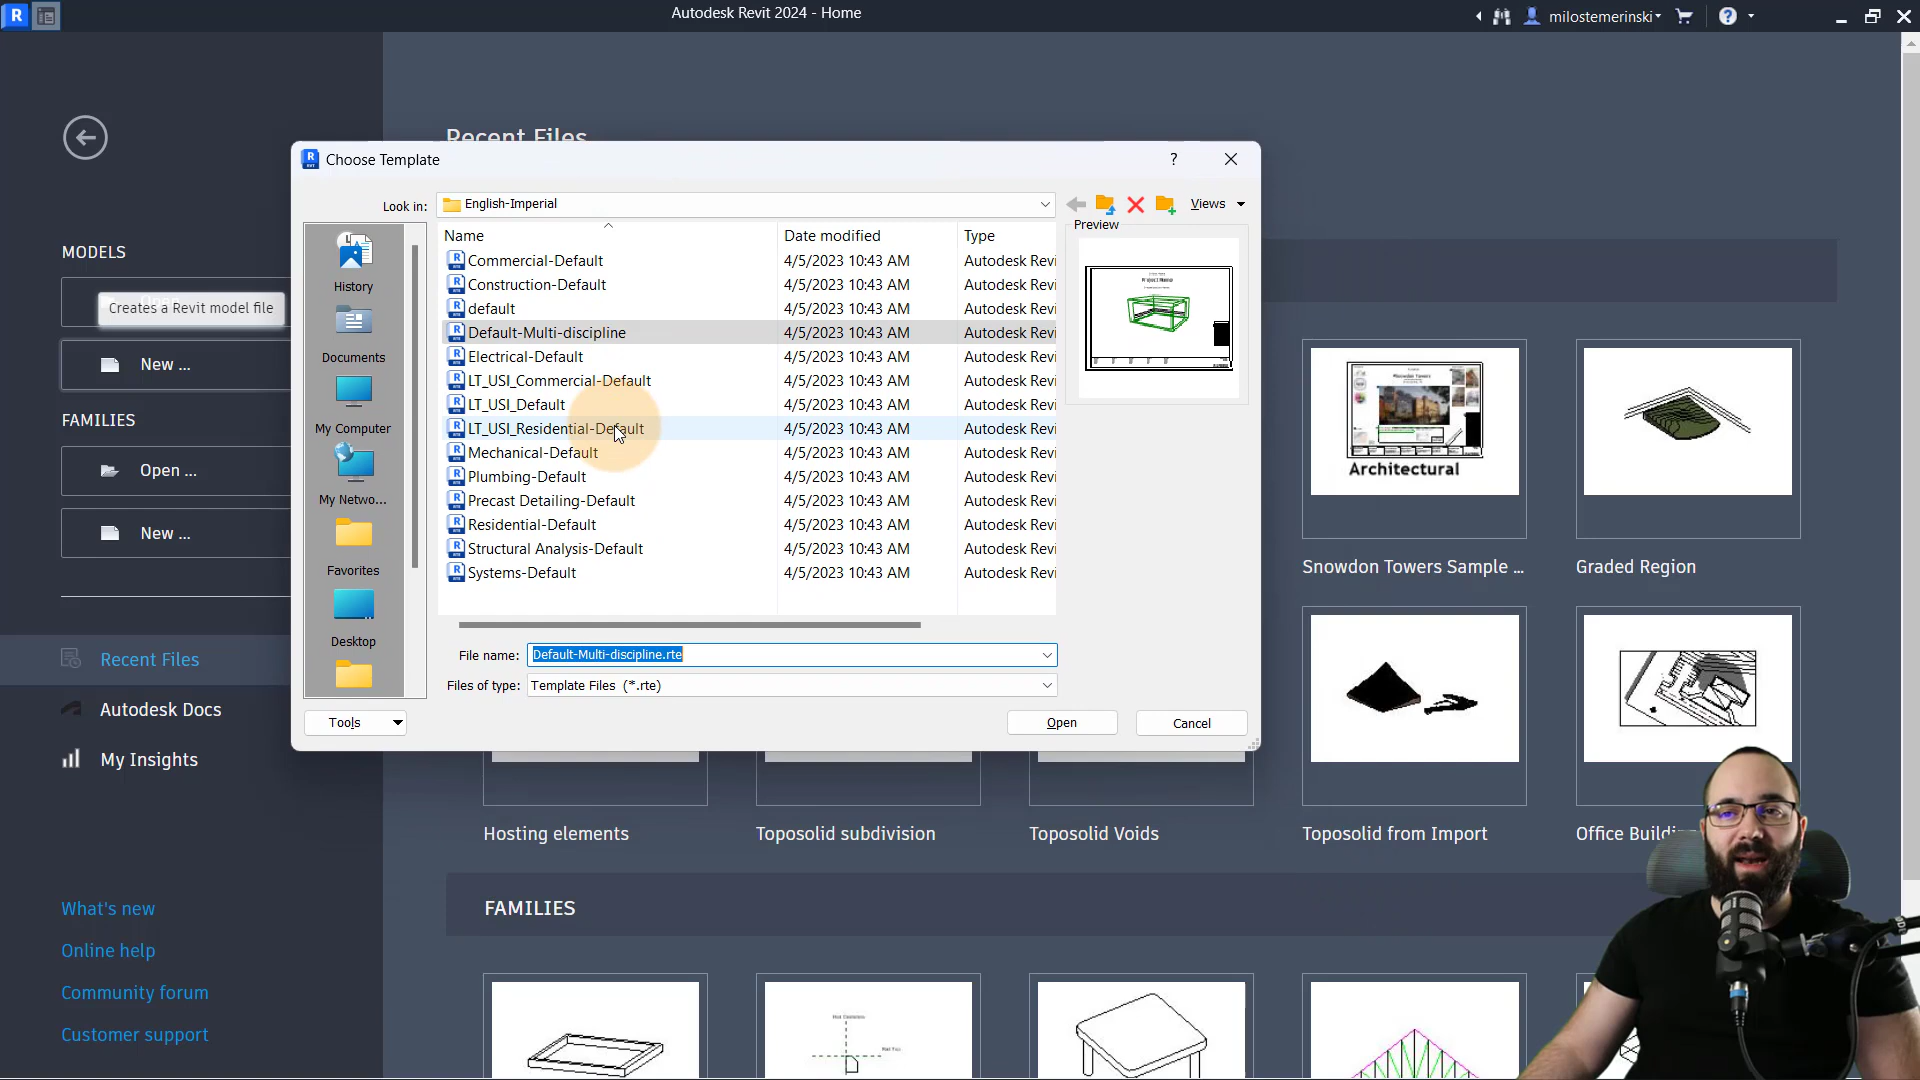 Autodesk Revit 2024 - Home
milostemerinski
Recent Files
Choose Template
Look in:
English-Imperial
Views
Preview
Name
Date modified
Type
Commercial-Default 4/5/2023 10:43 AM Autodesk Revi
Construction-Default 4/5/2023 10:43 AM Autodesk Revi
default 4/5/2023 10:43 AM Autodesk Revi
Default-Multi-discipline 4/5/2023 10:43 AM Autodesk Revi
Electrical-Default 4/5/2023 10:43 AM Autodesk Revi
LT_USI_Commercial-Default 4/5/2023 10:43 AM Autodesk Revi
LT_USI_Default 4/5/2023 10:43 AM Autodesk Revi
LT_USI_Residential-Default 4/5/2023 10:43 AM Autodesk Revi
Mechanical-Default 4/5/2023 10:43 AM Autodesk Revi
Plumbing-Default 4/5/2023 10:43 AM Autodesk Revi
Precast Detailing-Default 4/5/2023 10:43 AM Autodesk Revi
Residential-Default 4/5/2023 10:43 AM Autodesk Revi
Structural Analysis-Default 4/5/2023 10:43 AM Autodesk Revi
Systems-Default 4/5/2023 10:43 AM Autodesk Revi
History
Documents
My Computer
My Netwo...
Favorites
Desktop
File name:
Default-Multi-discipline.rte
Files of type:
Template Files (*.rte)
Tools
Open
Cancel
MODELS
Creates a Revit model file
New ...
FAMILIES
Open ...
New ...
Recent Files
Autodesk Docs
My Insights
What's new
Online help
Community forum
Customer support
Architectural
Snowdon Towers Sample ...
Graded Region
Hosting elements
Toposolid subdivision
Toposolid Voids
Toposolid from Import
Office Buildin
FAMILIES